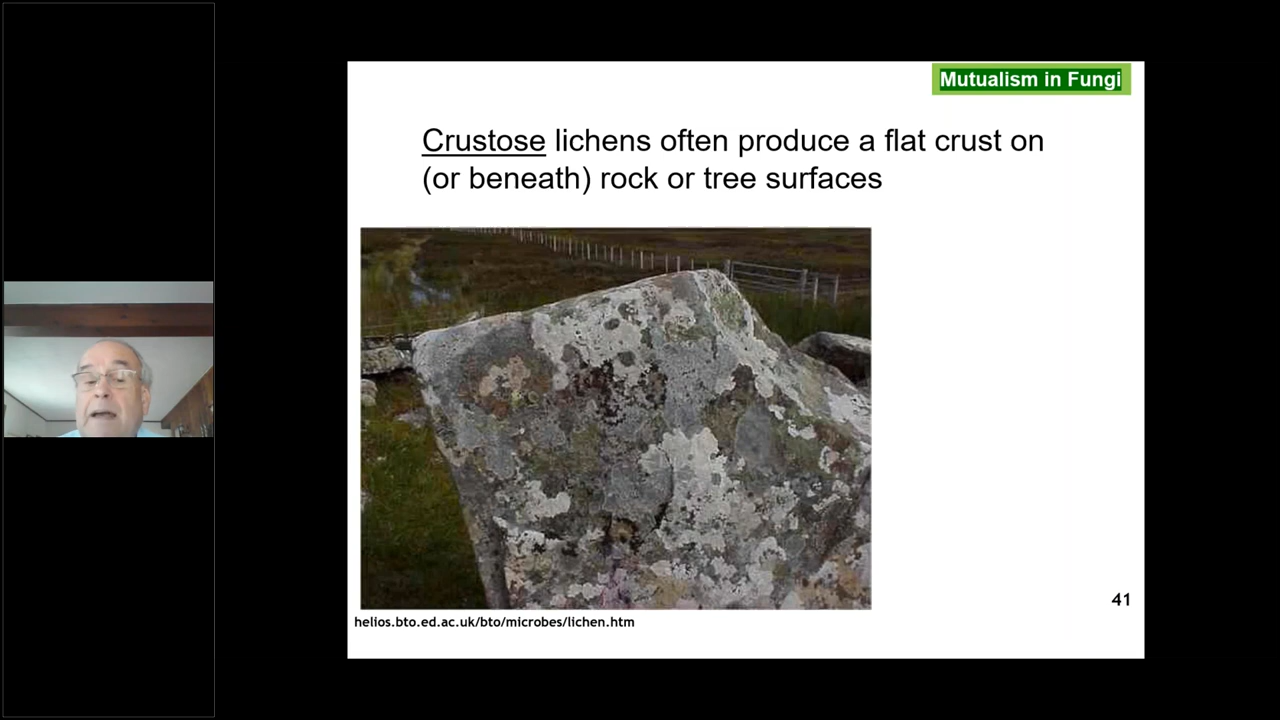 Mutualism in Fungi
Crustose lichens often produce a flat crust on
(or beneath) rock or tree surfaces
41
helios.bto.ed.ac.uk/bto/microbes/lichen.htm